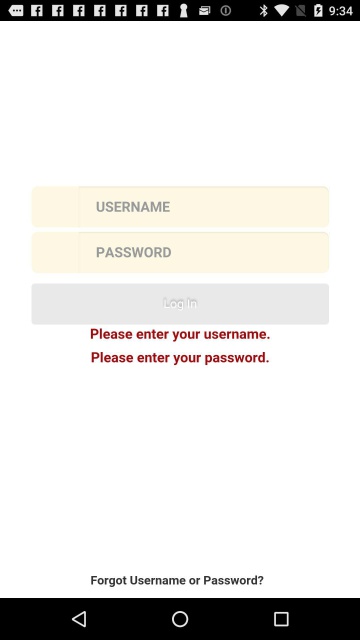 9:34
USERNAME
PASSWORD
Log In
Please enter your username.
Please enter your password.
Forgot Username or Password?